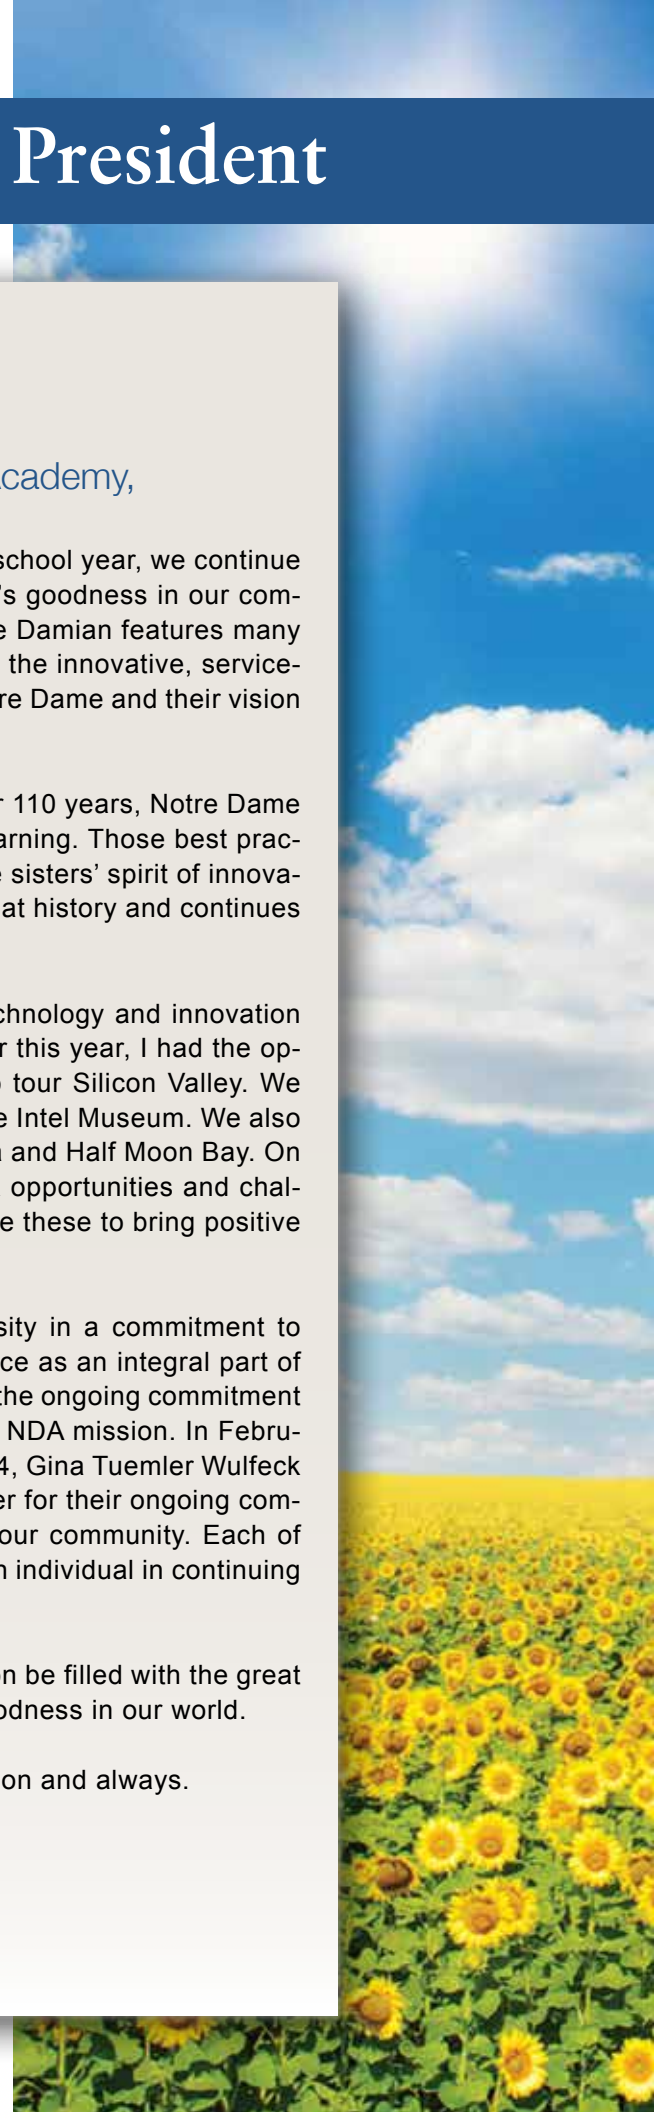 President
cademy,
school year, we continue
's goodness in our com-
e Damian features many
the innovative, service-
re Dame and their vision
r 110 years, Notre Dame
arning. Those best prac-
e sisters' spirit of innova-
at history and continues
chnology and innovation
r this year, I had the op-
o tour Silicon Valley. We
e Intel Museum. We also
a and Half Moon Bay. On
opportunities and chal-
e these to bring positive
sity in a commitment to
ce as an integral part of
the ongoing commitment
NDA mission. In Febru-
4, Gina Tuemler Wulfeck
er for their ongoing com-
our community. Each of
n individual in continuing
on be filled with the great
odness in our world.
on and always.